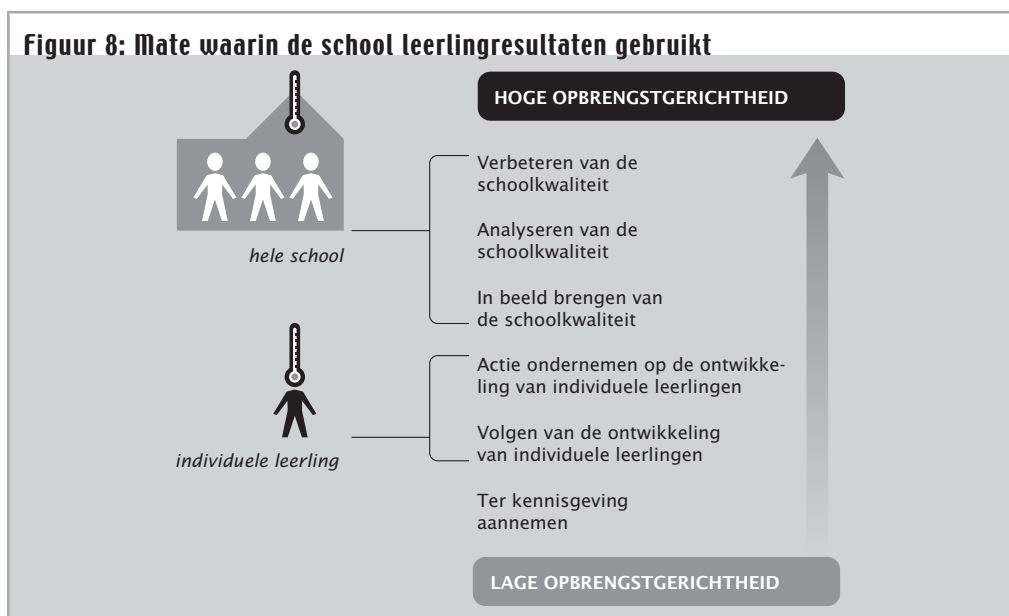 Figuur 8: Mate waarin de school leerlingresultaten gebruikt
HOGE OPBRENGSTGERICHTHEID
Verbeteren van de
schoolkwaliteit
Analyseren van de
schoolkwaliteit
hele school
In beeld brengen van
de schoolkwaliteit
Actie ondernemen op de ontwikke-
ling van individuele leerlingen
Volgen van de ontwikkeling
van individuele leerlingen
individuele leerling
Ter kennisgeving
aannemen
LAGE OPBRENGSTGERICHTHEID